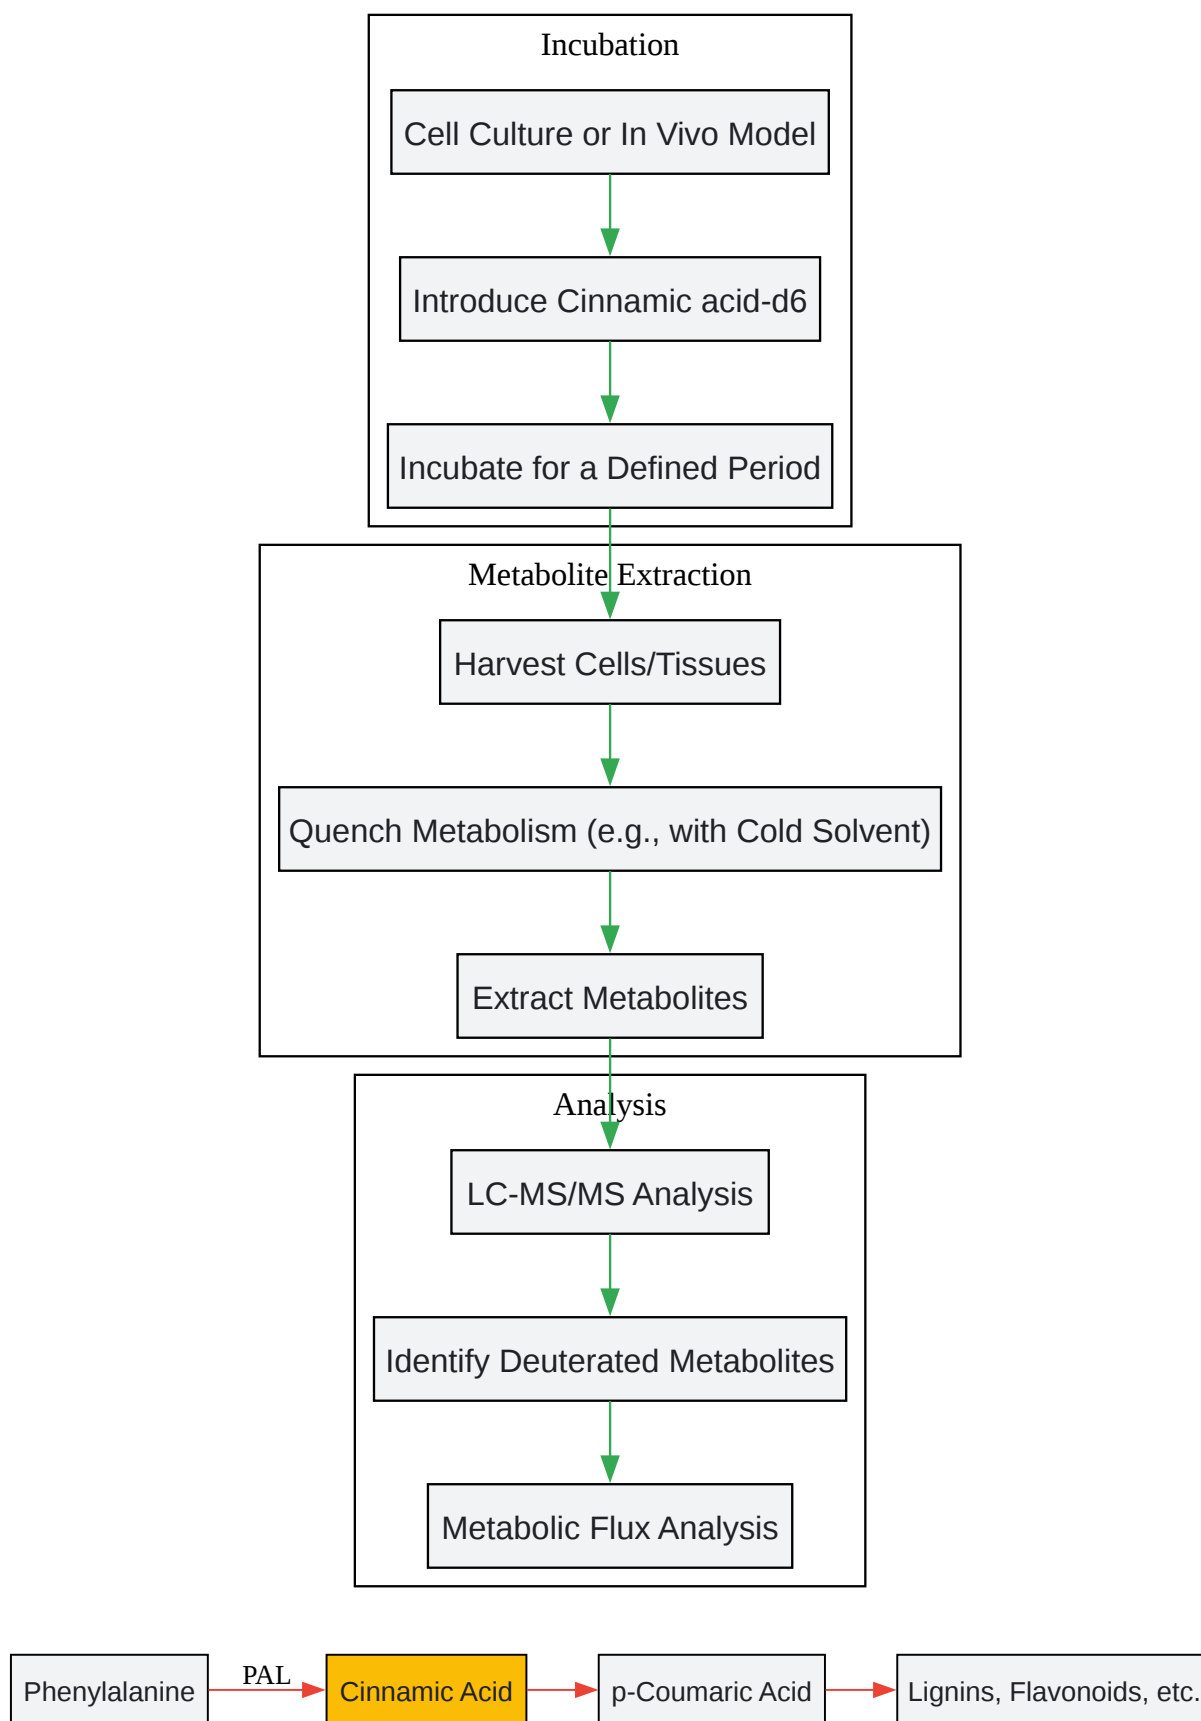 Incubation
Cell Culture or In Vivo Model
Introduce Cinnamic acid-d6
Incubate for a Defined Period
Metabolite Extraction
Harvest Cells/Tissues
Quench Metabolism (e.g., with Cold Solvent)
Extract Metabolites
Analysis
LC-MS/MS Analysis
Identify Deuterated Metabolites
Metabolic Flux Analysis
Phenylalanine
PAL
Cinnamic Acid
p-Coumaric Acid
Lignins, Flavonoids, etc.